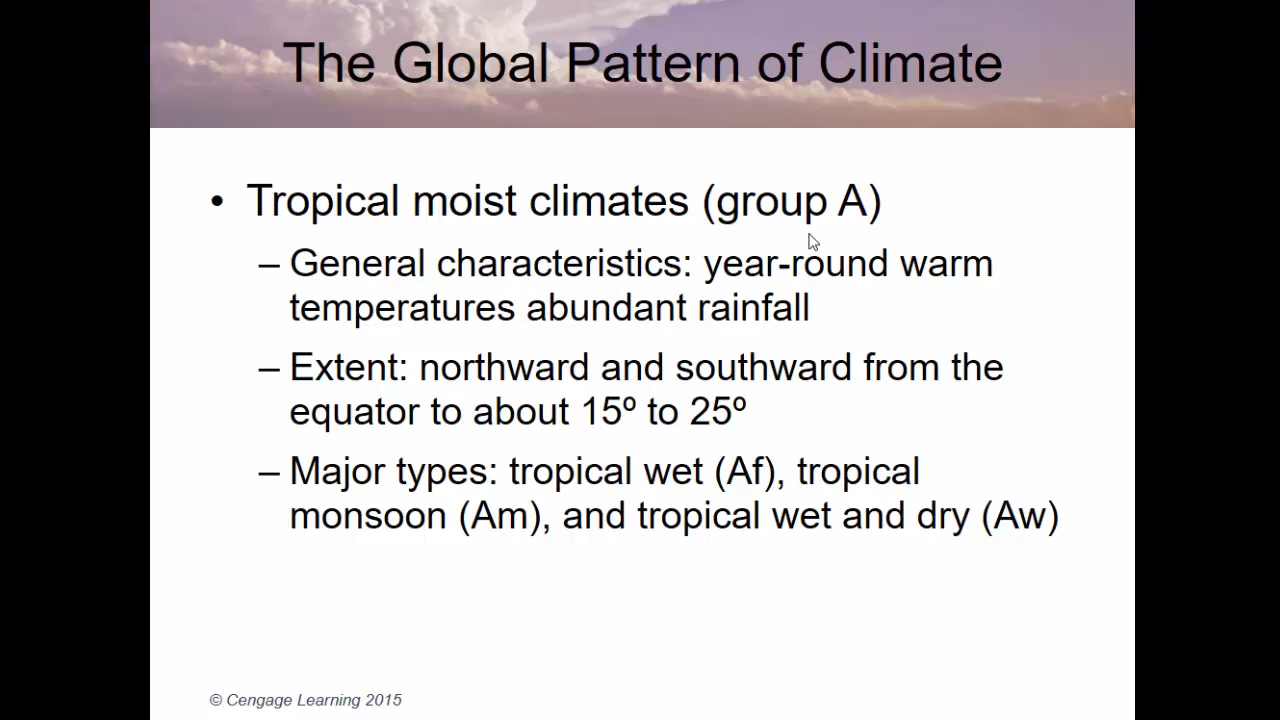 The Global Pattern of Climate
• Tropical moist climates (group A)
– General characteristics: year-round warm
temperatures abundant rainfall
– Extent: northward and southward from the
equator to about 15º to 25º
– Major types: tropical wet (Af), tropical
monsoon (Am), and tropical wet and dry (Aw)
© Cengage Learning 2015